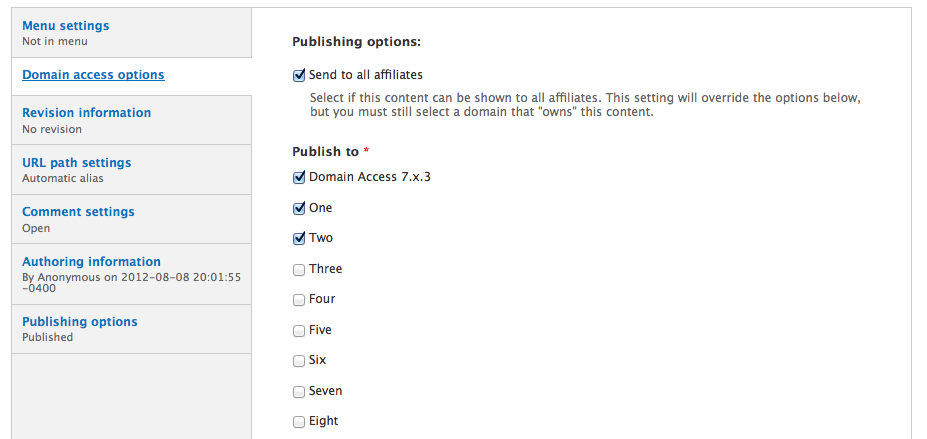 Menu settings
Not in menu
Domain access options
Revision information
No revision
URL path settings
Automatic alias
Comment settings
Open
Authoring information
By Anonymous on 2012-08-08 20:01:55
-0400
Publishing options
Published
Publishing options:
Send to all affiliates
Select if this content can be shown to all affiliates. This setting will override the options below,
but you must still select a domain that "owns" this content.
Publish to *
Domain Access 7.x.3
One
Two
Three
Four
Five
Six
Seven
Eight